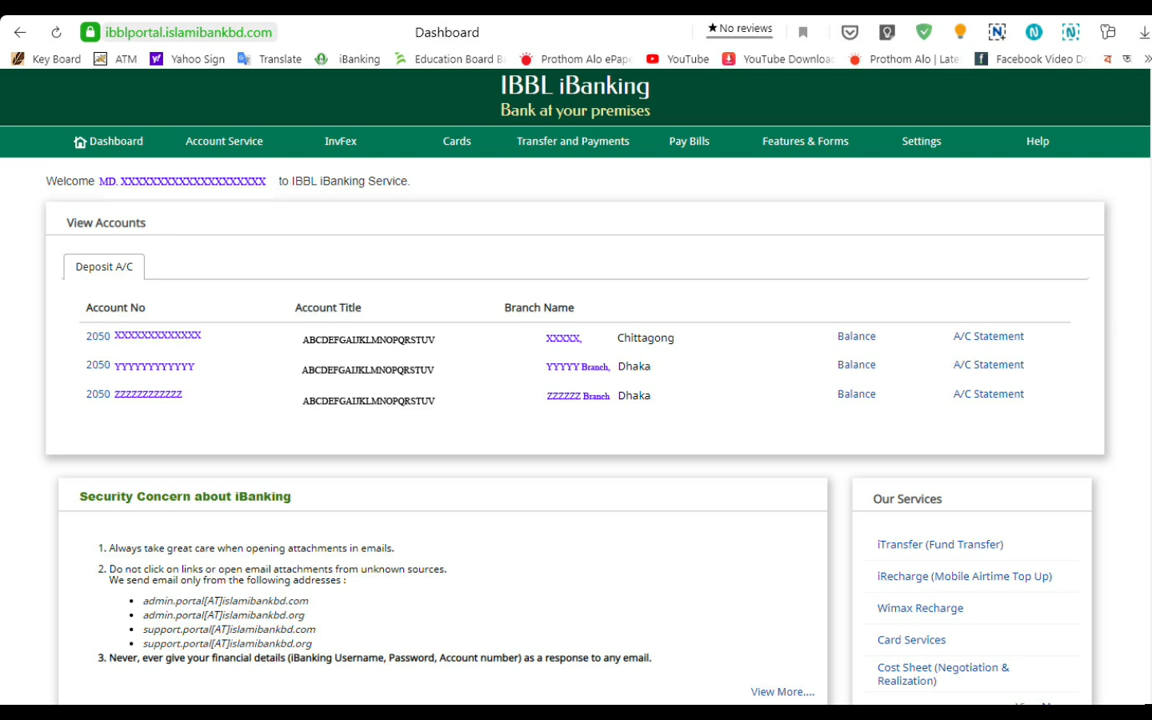 ibblportal.islamibankbd.com Dashboard ★No reviews
Key Board ATM Yahoo Sign Translate iBanking Education Board B Prothom Alo ePape YouTube YouTube Downloa Prothom Alo | Late Facebook Video Do
IBBL iBanking
Bank at your premises
Dashboard Account Service InvFex Cards Transfer and Payments Pay Bills Features & Forms Settings Help
Welcome MD. XXXXXXXXXXXXXXXXXXXX to IBBL iBanking Service.
View Accounts
Deposit A/C
Account No Account Title Branch Name
2050 XXXXXXXXXXXXX ABCDEFGAIJKLMNOPQRSTUV XXXXX, Chittagong Balance A/C Statement
2050 YYYYYYYYYYYY ABCDEFGAIJKLMNOPQRSTUV YYYYY Branch, Dhaka Balance A/C Statement
2050 ZZZZZZZZZZZZ ABCDEFGAIJKLMNOPQRSTUV ZZZZZZ Branch Dhaka Balance A/C Statement
Security Concern about iBanking
1. Always take great care when opening attachments in emails.
2. Do not click on links or open email attachments from unknown sources.
We send email only from the following addresses :
• admin.portal[AT]islamibankbd.com
• admin.portal[AT]islamibankbd.org
• support.portal[AT]islamibankbd.com
• support.portal[AT]islamibankbd.org
3. Never, ever give your financial details (iBanking Username, Password, Account number) as a response to any email.
View More....
Our Services
iTransfer (Fund Transfer)
iRecharge (Mobile Airtime Top Up)
Wimax Recharge
Card Services
Cost Sheet (Negotiation &
Realization)